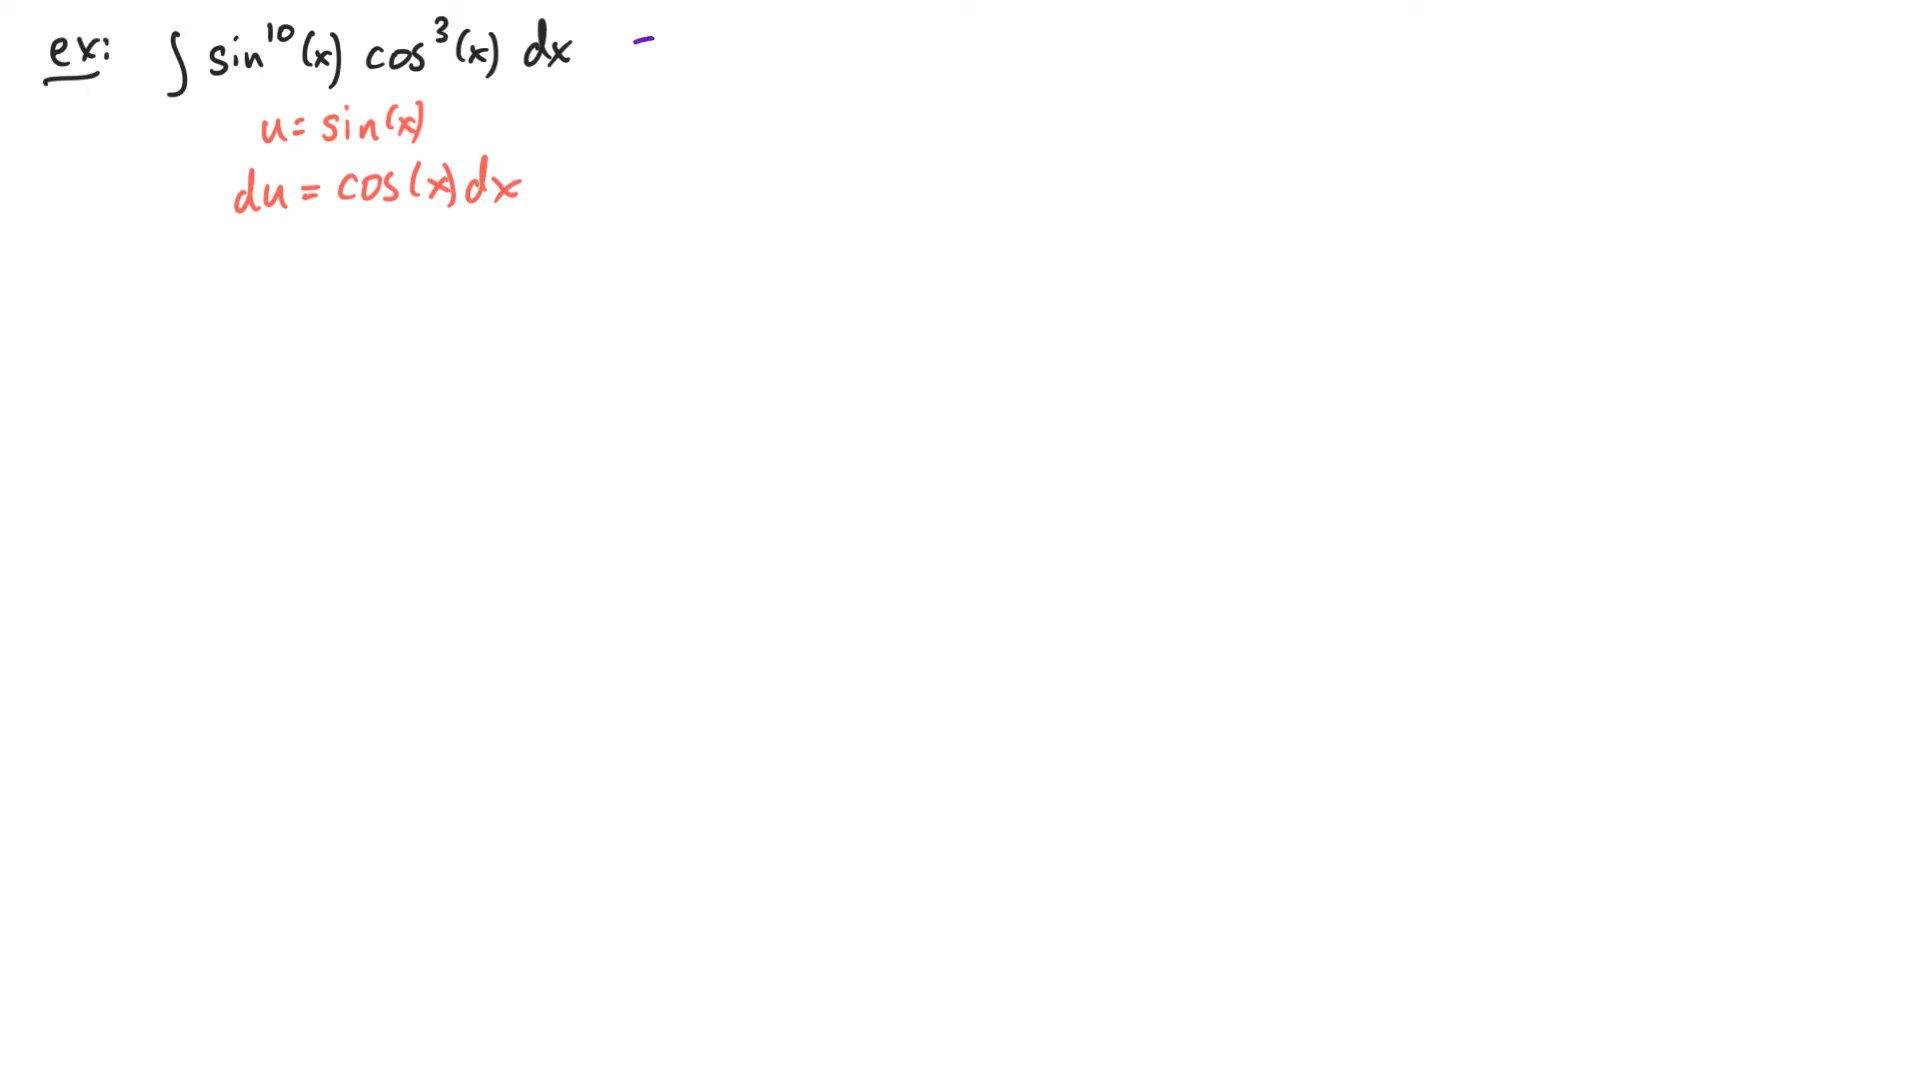 ex: ∫ sin¹⁰(x) cos³(x) dx
u = sin(x)
du = cos(x) dx